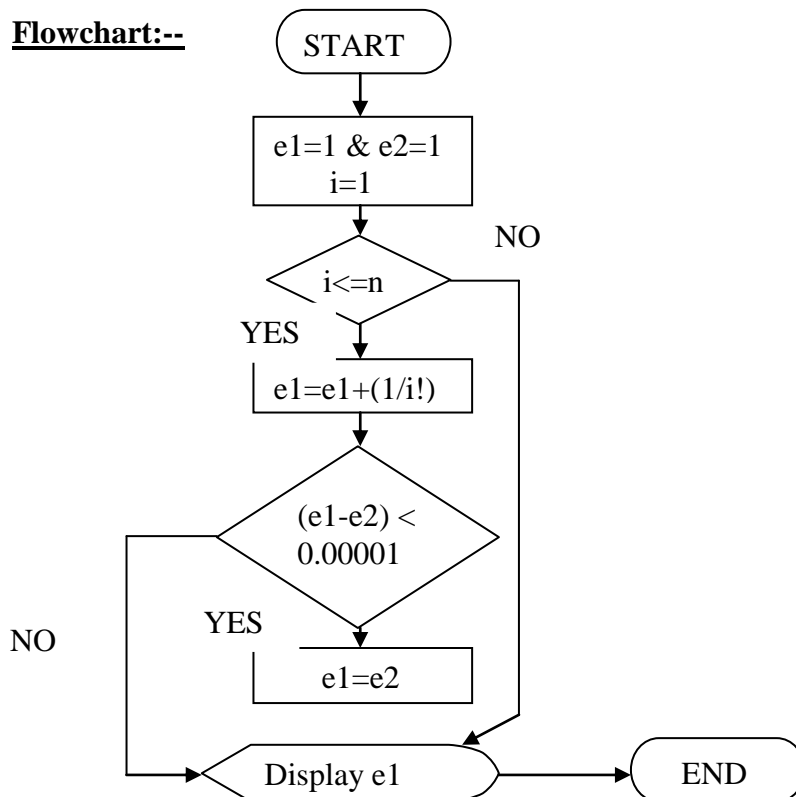 Flowchart:--
START
e1=1 & e2=1
i=1
NO
i<=n
YES
e1=e1+(1/i!)
(e1-e2) <
0.00001
YES
NO
e1=e2
Display e1
END